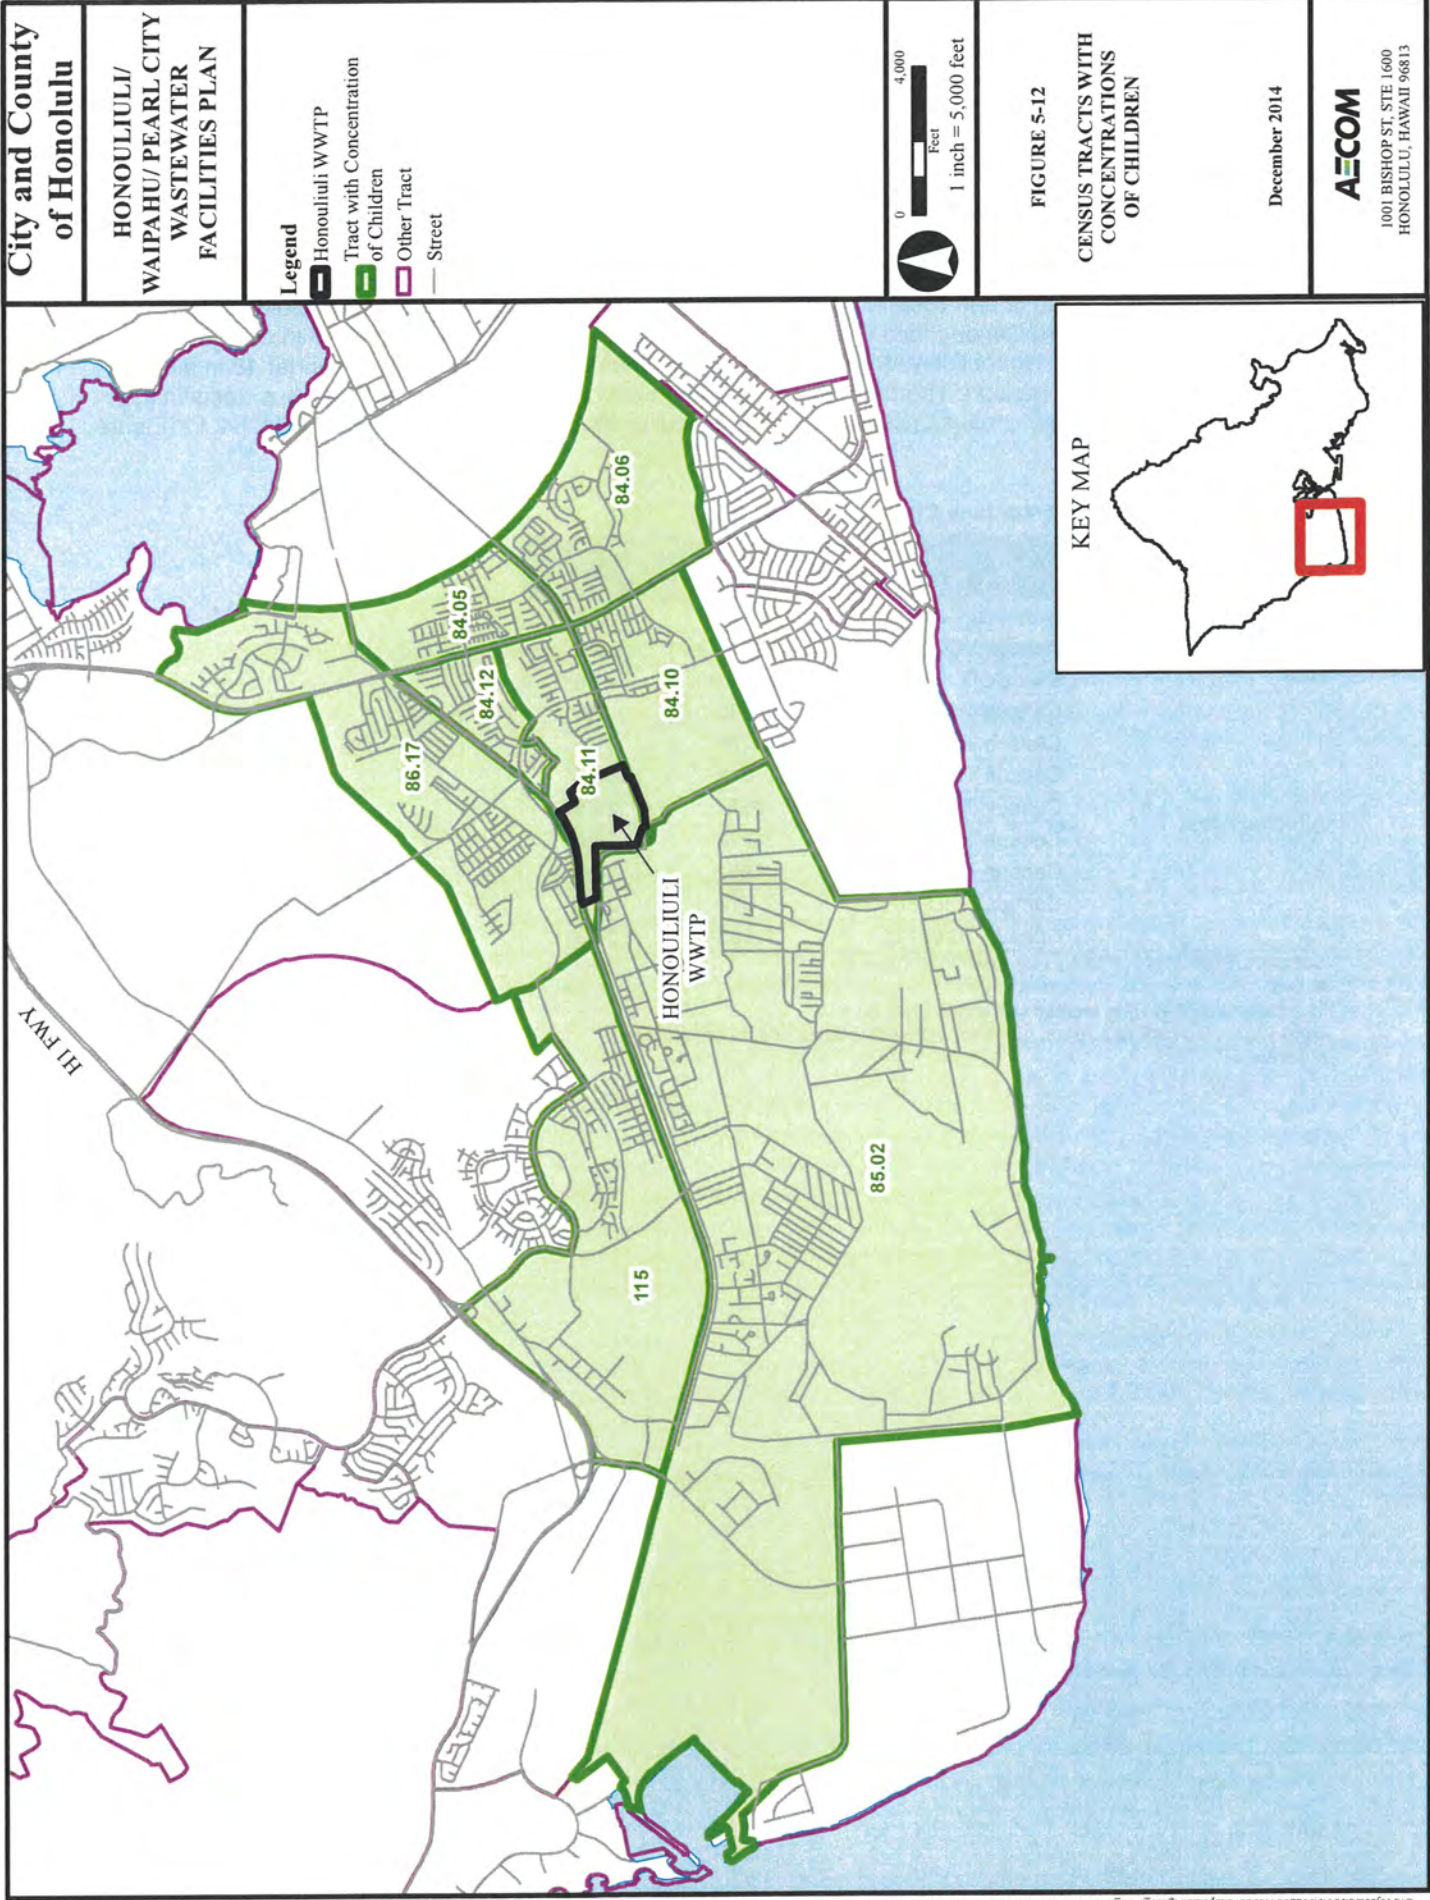 City and County
of Honolulu
HONOULIULI/
WAIPAHU/ PEARL CITY
WASTEWATER
FACILITIES PLAN
Legend
Honouliuli WWTP
Tract with Concentration
of Children
Other Tract
Street
0
4,000
Feet
1 inch = 5,000 feet
FIGURE 5-12
CENSUS TRACTS WITH
CONCENTRATIONS
OF CHILDREN
December 2014
AECOM
1001 BISHOP ST, STE 1600
HONOLULU, HAWAII 96813
H1 FWY
86.17
84.12
84.05
84.06
84.11
84.10
HONOULIULI
WWTP
115
85.02
KEY MAP